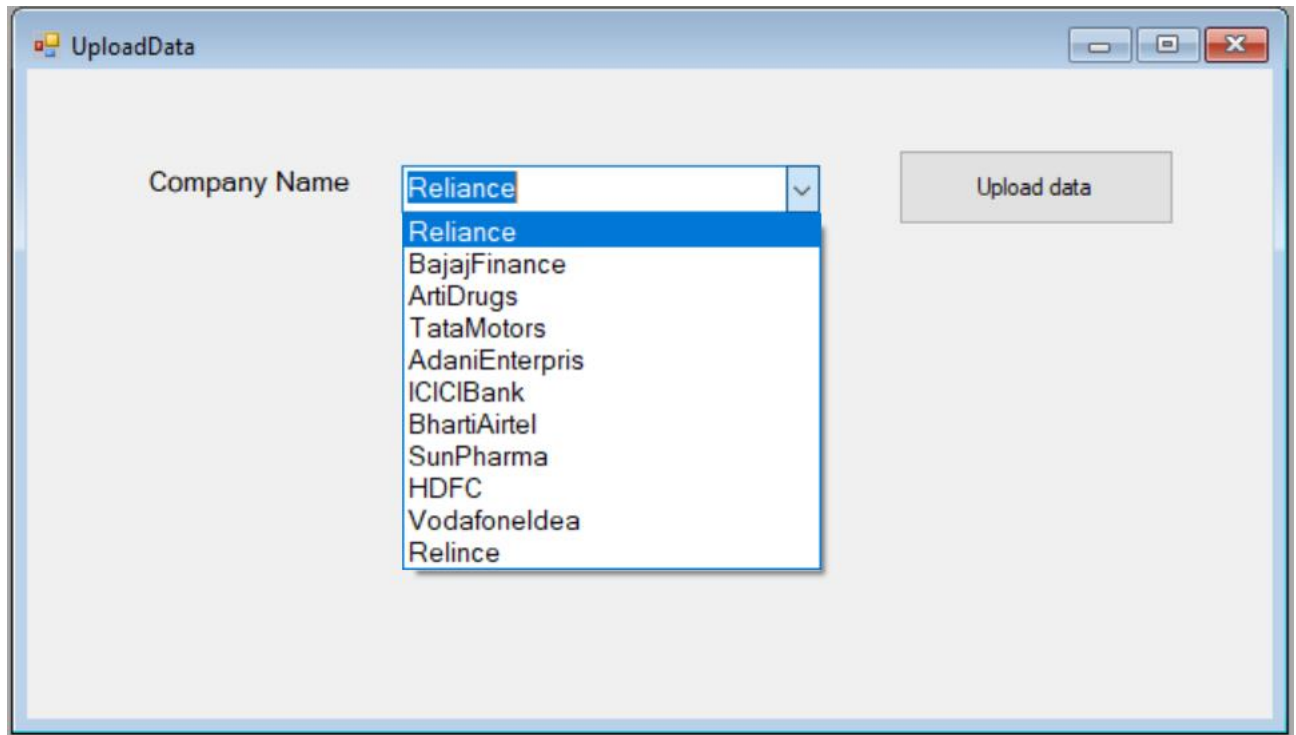 UploadData
Company Name
Reliance
Upload data
Reliance
BajajFinance
ArtiDrugs
TataMotors
AdaniEnterpris
ICICIBank
BhartiAirtel
SunPharma
HDFC
VodafoneIdea
Relince